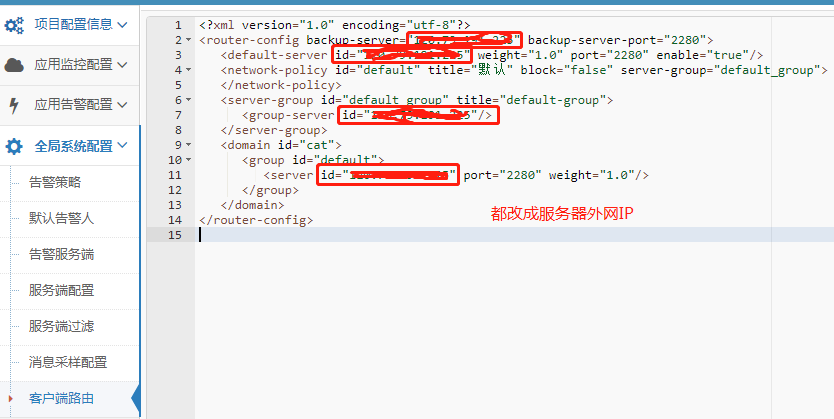 项目配置信息
应用监控配置
应用告警配置
全局系统配置
告警策略
默认告警人
告警服务端
服务端配置
服务端过滤
消息采样配置
客户端路由
1 <?xml version="1.0" encoding="utf-8"?>
2 <router-config backup-server=" " backup-server-port="2280">
3 <default-server id=" " weight="1.0" port="2280" enable="true"/>
4 <network-policy id="default" title="默认" block="false" server-group="default_group">
5 </network-policy>
6 <server-group id="default_group" title="default-group">
7 <group-server id=" "/>
8 </server-group>
9 <domain id="cat">
10 <group id="default">
11 <server id=" " port="2280" weight="1.0"/>
12 </group>
13 </domain>
14 </router-config>
15
都改成服务器外网IP